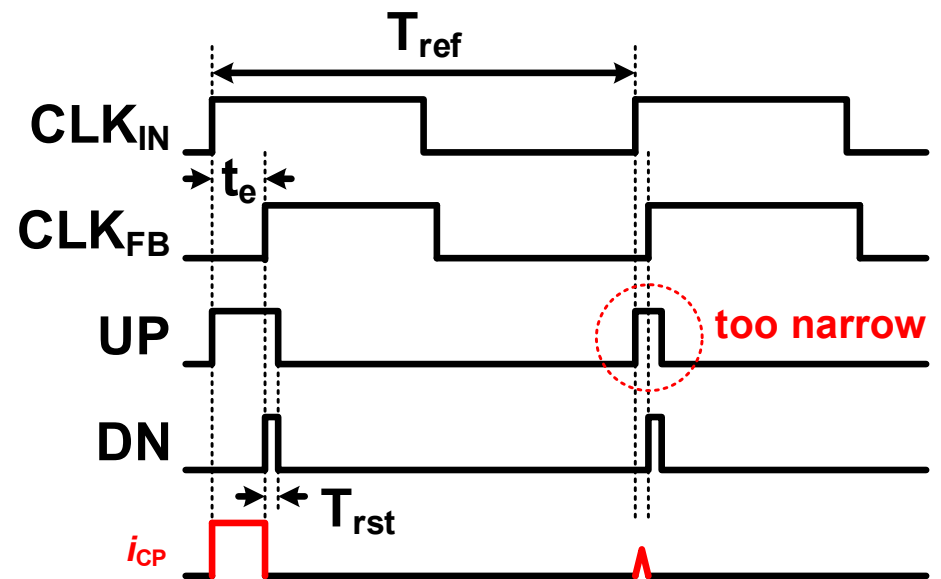 Tref
CLKIN
te
CLKFB
UP
too narrow
DN
Trst
iCP